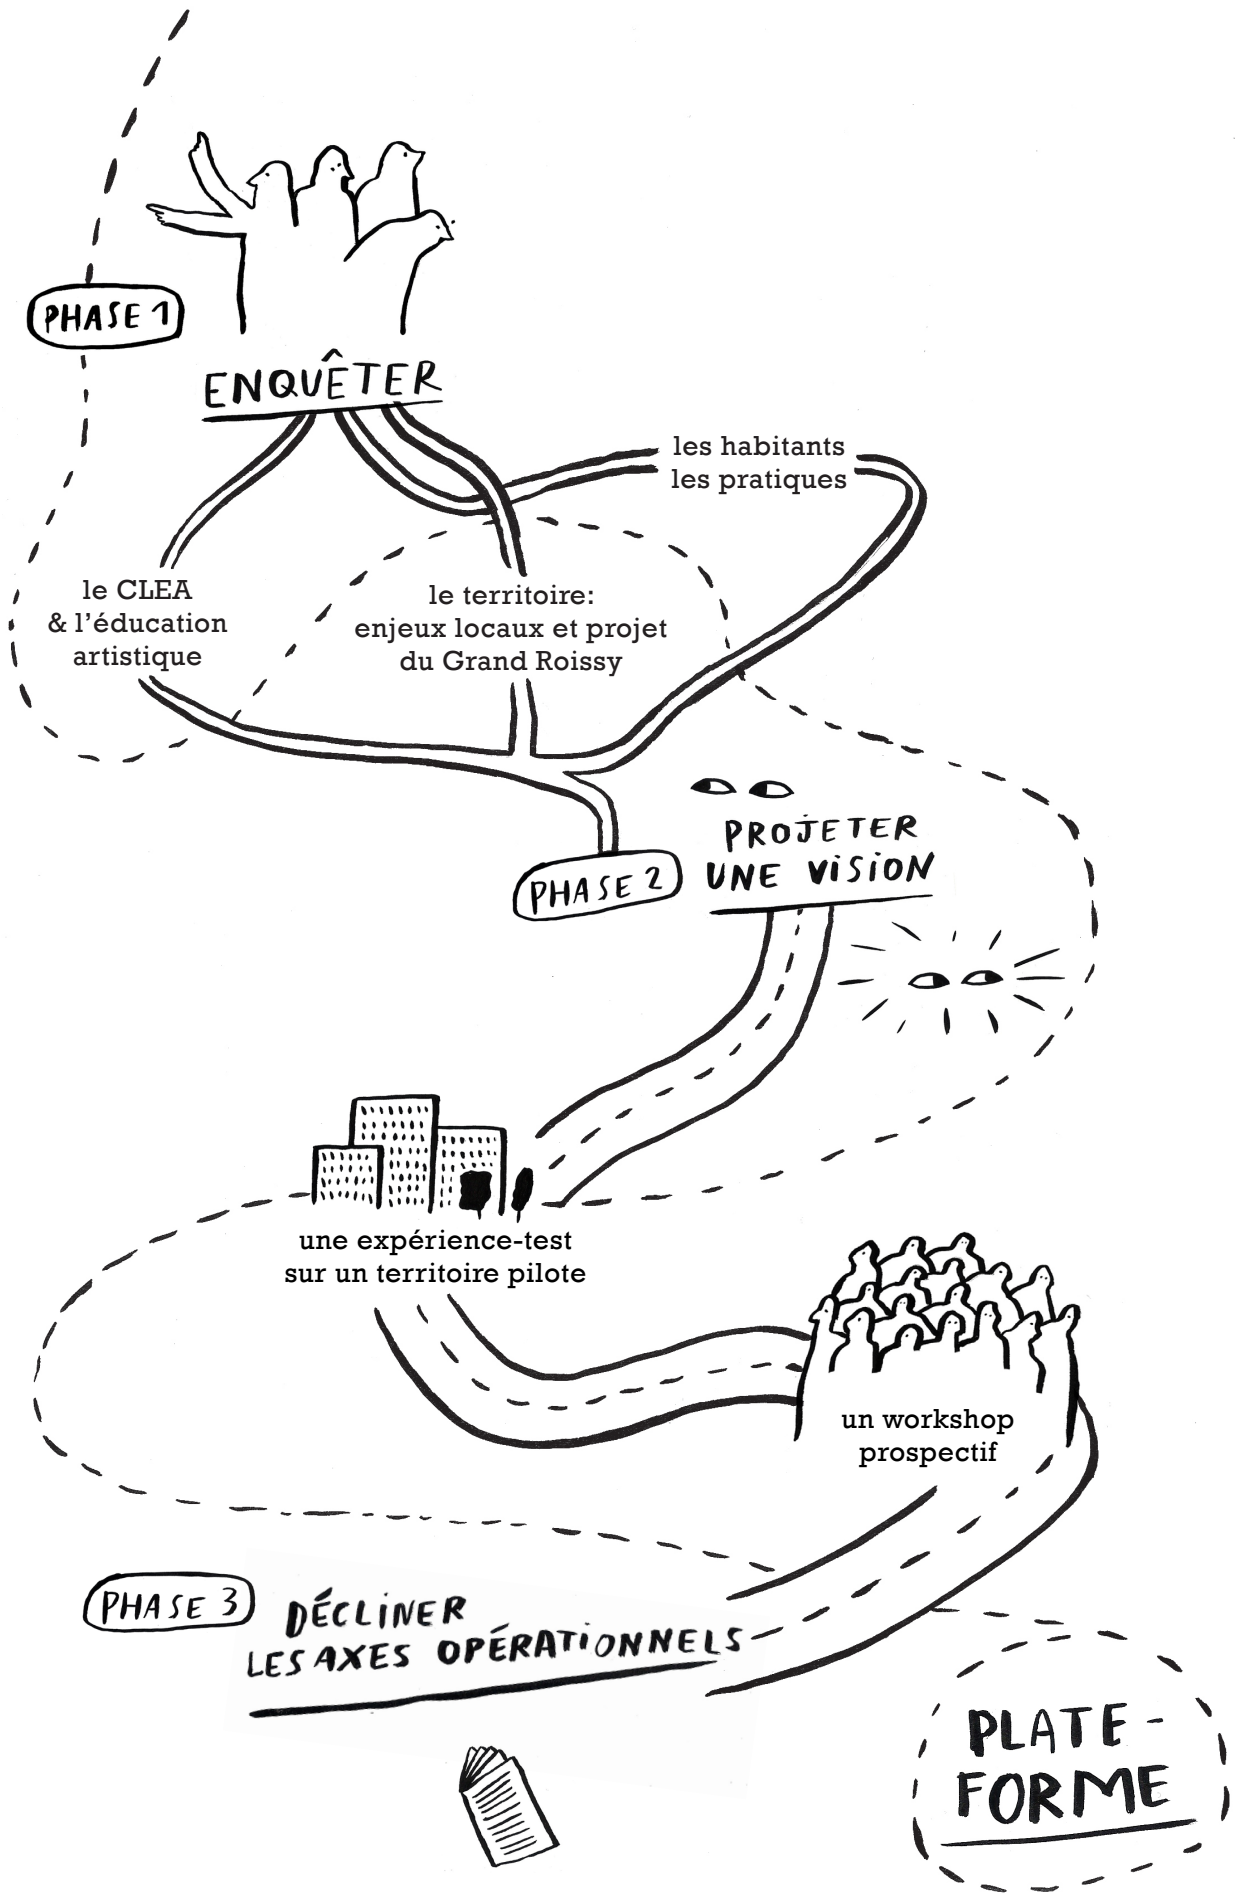 PHASE 1
ENQUÊTER
les habitants
les pratiques
le CLEA
& l'éducation
artistique
le territoire:
enjeux locaux et projet
du Grand Roissy
PROJETER
UNE VISION
PHASE 2
une expérience-test
sur un territoire pilote
un workshop
prospectif
PHASE 3
DÉCLINER
LES AXES OPÉRATIONNELS
PLATE-
FORME